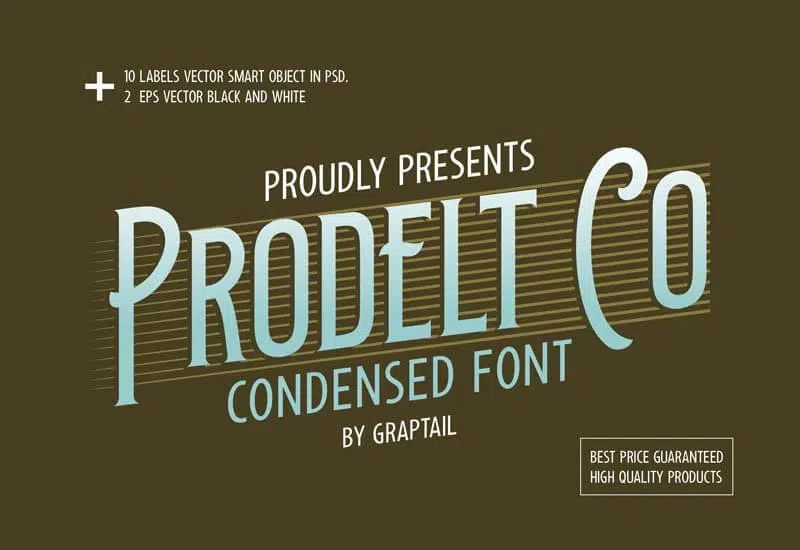 + 10 LABELS VECTOR SMART OBJECT IN PSD.
2 EPS VECTOR BLACK AND WHITE
PROUDLY PRESENTS
PRODELT CO
CONDENSED FONT
BY GRAPTAIL
BEST PRICE GUARANTEED
HIGH QUALITY PRODUCTS